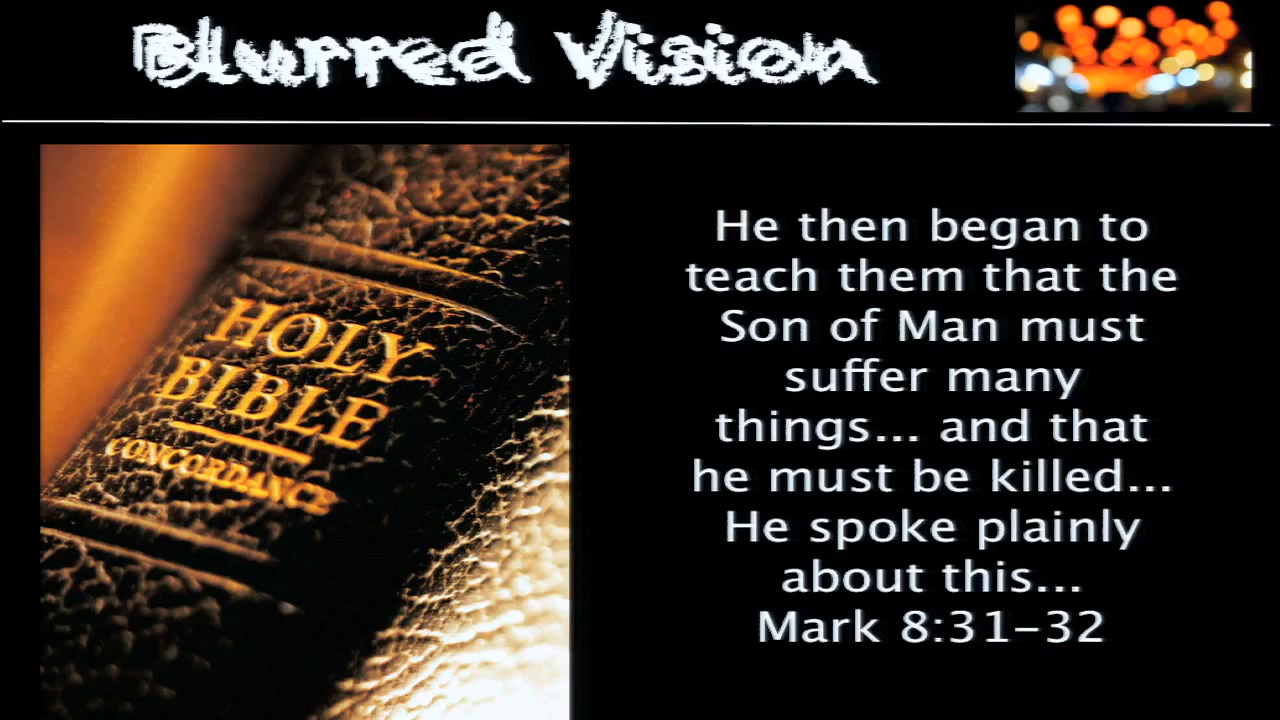 Blurred Vision
HOLY
BIBLE
CONCORDANCE
He then began to
teach them that the
Son of Man must
suffer many
things... and that
he must be killed...
He spoke plainly
about this...
Mark 8:31-32